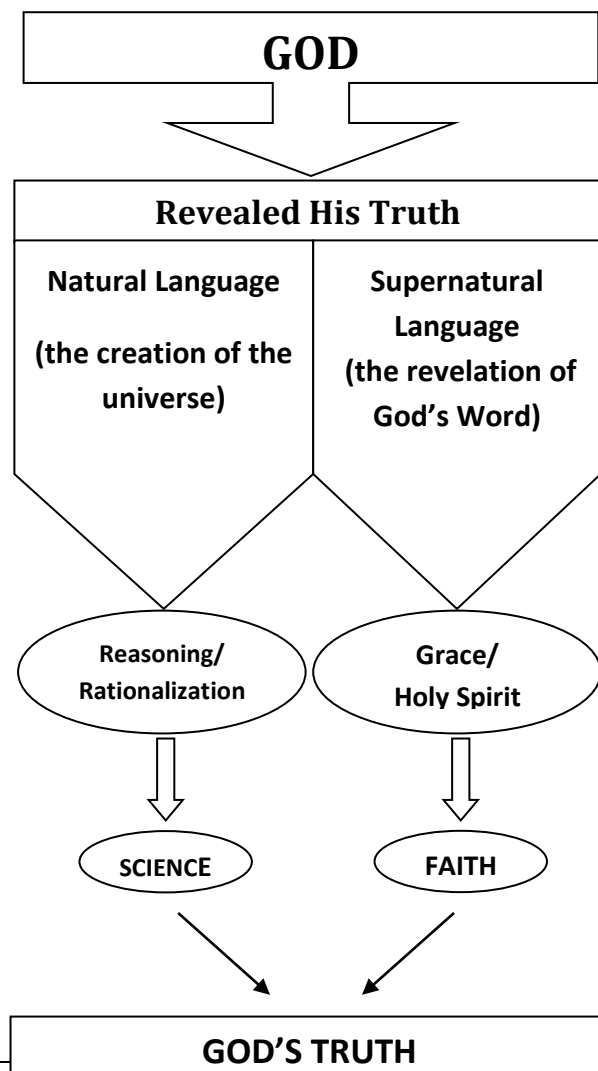 GOD
Revealed His Truth
Natural Language
(the creation of the
universe)
Supernatural
Language
(the revelation of
God’s Word)
Reasoning/
Rationalization
Grace/
Holy Spirit
SCIENCE
FAITH
GOD’S TRUTH